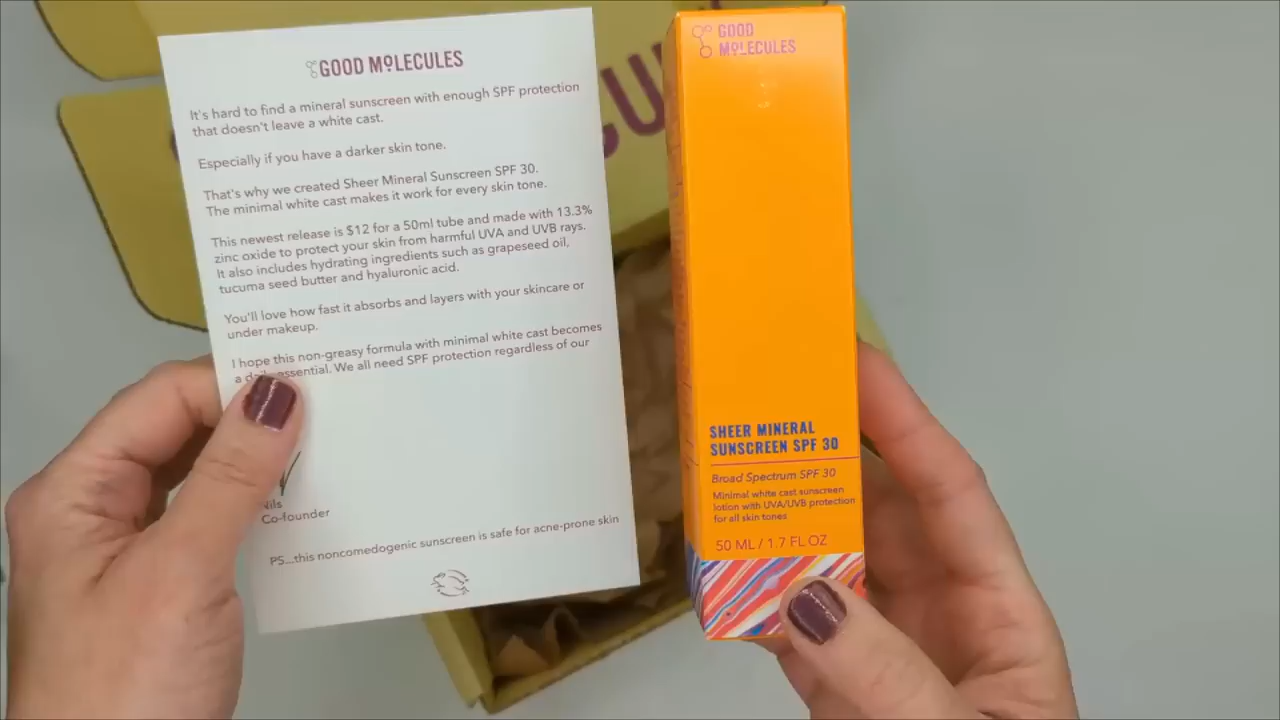 GOOD MOLECULES
It's hard to find a mineral sunscreen with enough SPF protection
that doesn't leave a white cast.
Especially if you have a darker skin tone.
That's why we created Sheer Mineral Sunscreen SPF 30.
The minimal white cast makes it work for every skin tone.
This newest release is $12 for a 50ml tube and made with 13.3%
zinc oxide to protect your skin from harmful UVA and UVB rays.
It also includes hydrating ingredients such as grapeseed oil,
tucuma seed butter and hyaluronic acid.
You'll love how fast it absorbs and layers with your skincare or
under makeup.
I hope this non-greasy formula with minimal white cast becomes
a essential. We all need SPF protection regardless of our
Nils
Co-founder
PS...this noncomedogenic sunscreen is safe for acne-prone skin
GOOD
MOLECULES
SHEER MINERAL
SUNSCREEN SPF 30
Broad Spectrum SPF 30
Minimal white cast sunscreen
lotion with UVA/UVB protection
for all skin tones
50 ML / 1.7 FL OZ